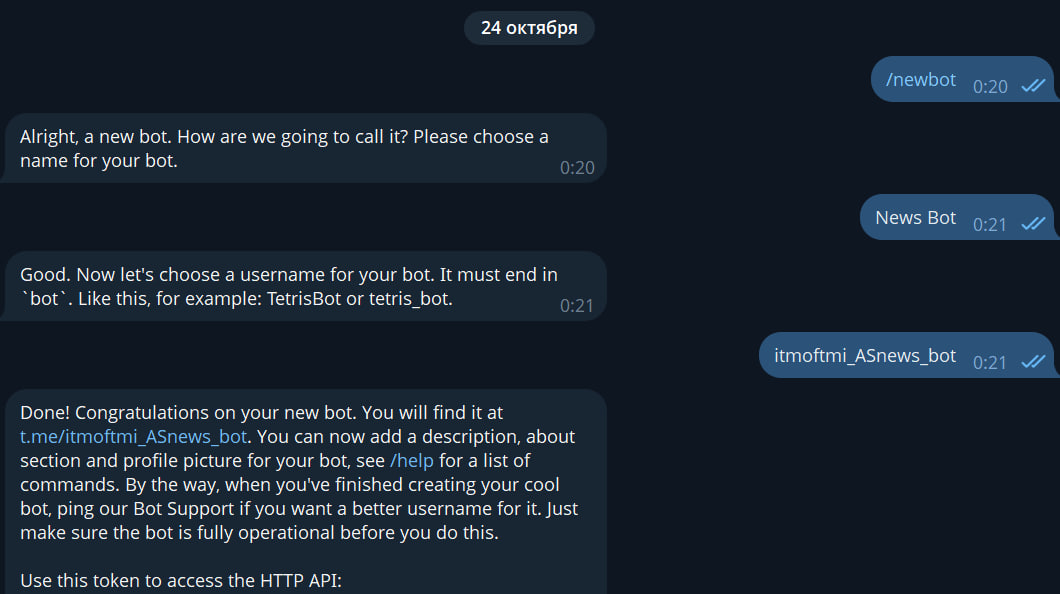 24 октября
/newbot 0:20
Alright, a new bot. How are we going to call it? Please choose a
name for your bot.
0:20
News Bot 0:21
Good. Now let's choose a username for your bot. It must end in
`bot`. Like this, for example: TetrisBot or tetris_bot.
0:21
itmoftmi_ASnews_bot 0:21
Done! Congratulations on your new bot. You will find it at
t.me/itmoftmi_ASnews_bot. You can now add a description, about
section and profile picture for your bot, see /help for a list of
commands. By the way, when you've finished creating your cool
bot, ping our Bot Support if you want a better username for it. Just
make sure the bot is fully operational before you do this.
Use this token to access the HTTP API: